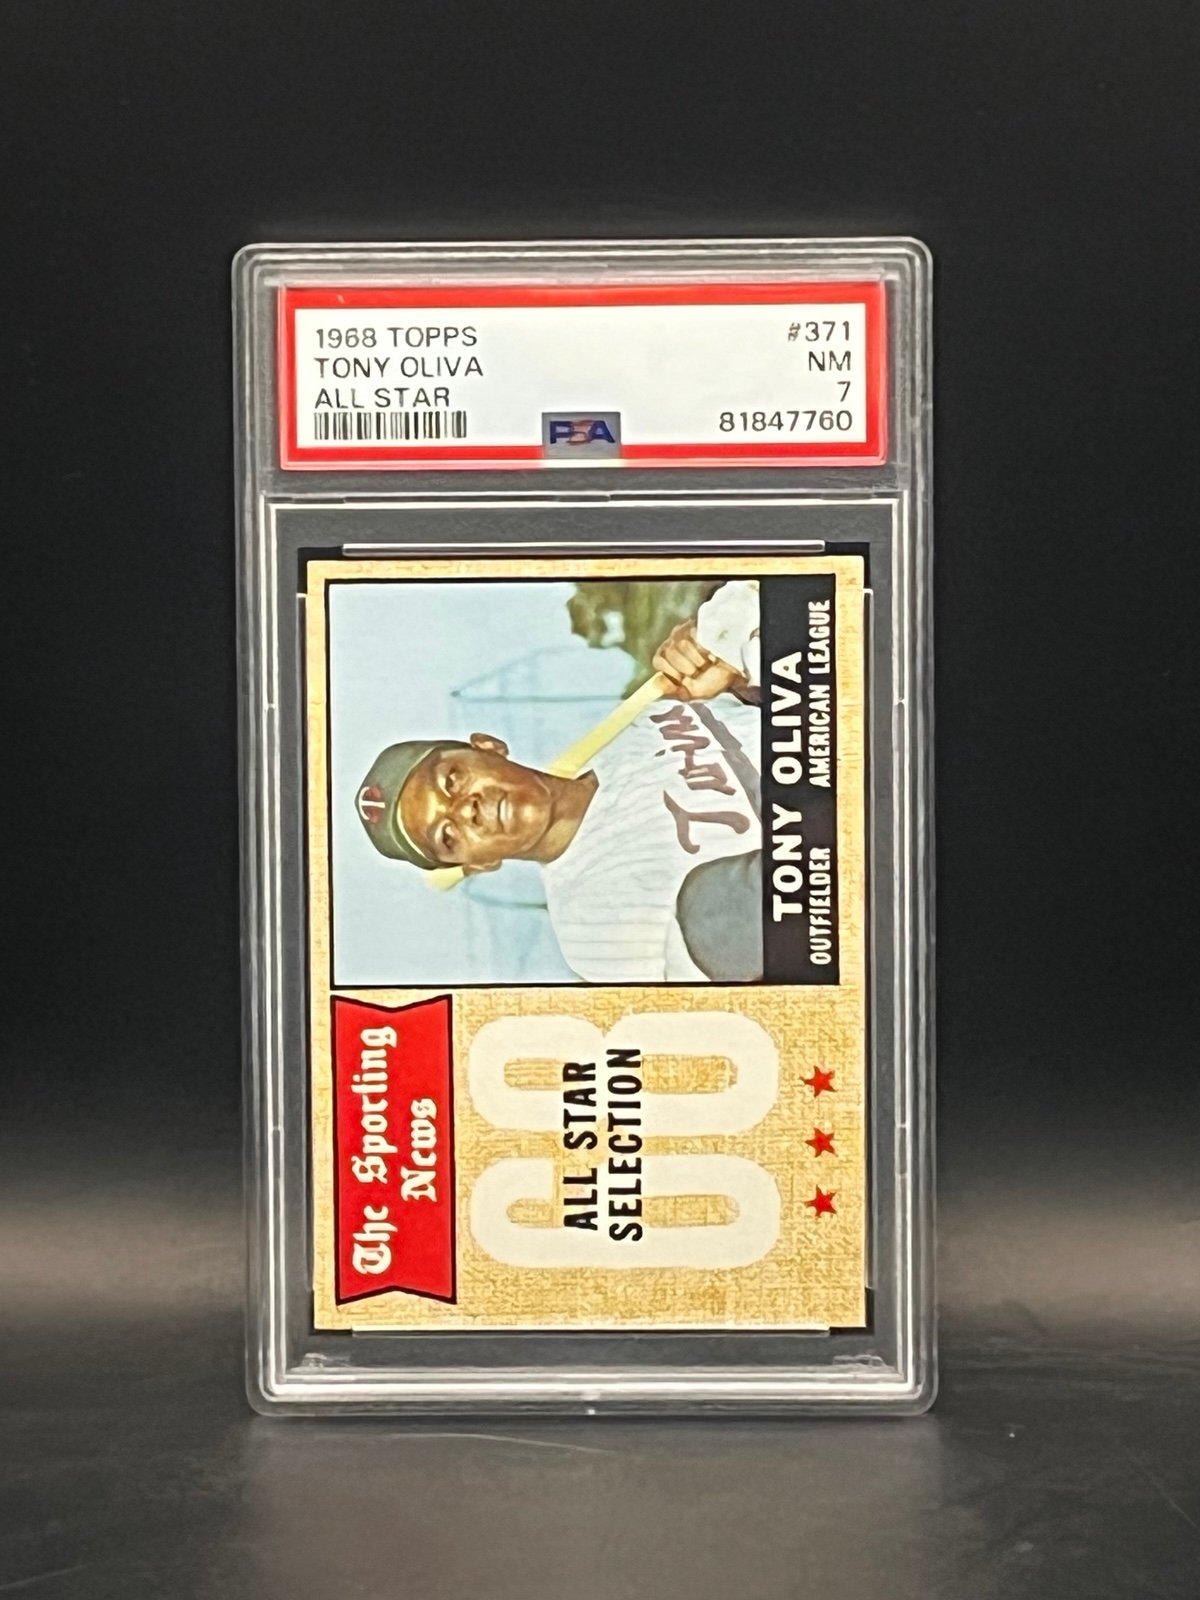 1968 TOPPS #371
TONY OLIVA NM
ALL STAR 7
81847760
PSA
The Sporting
News
ALL STAR
SELECTION
68
T
Twins
TONY OLIVA
OUTFIELDER AMERICAN LEAGUE